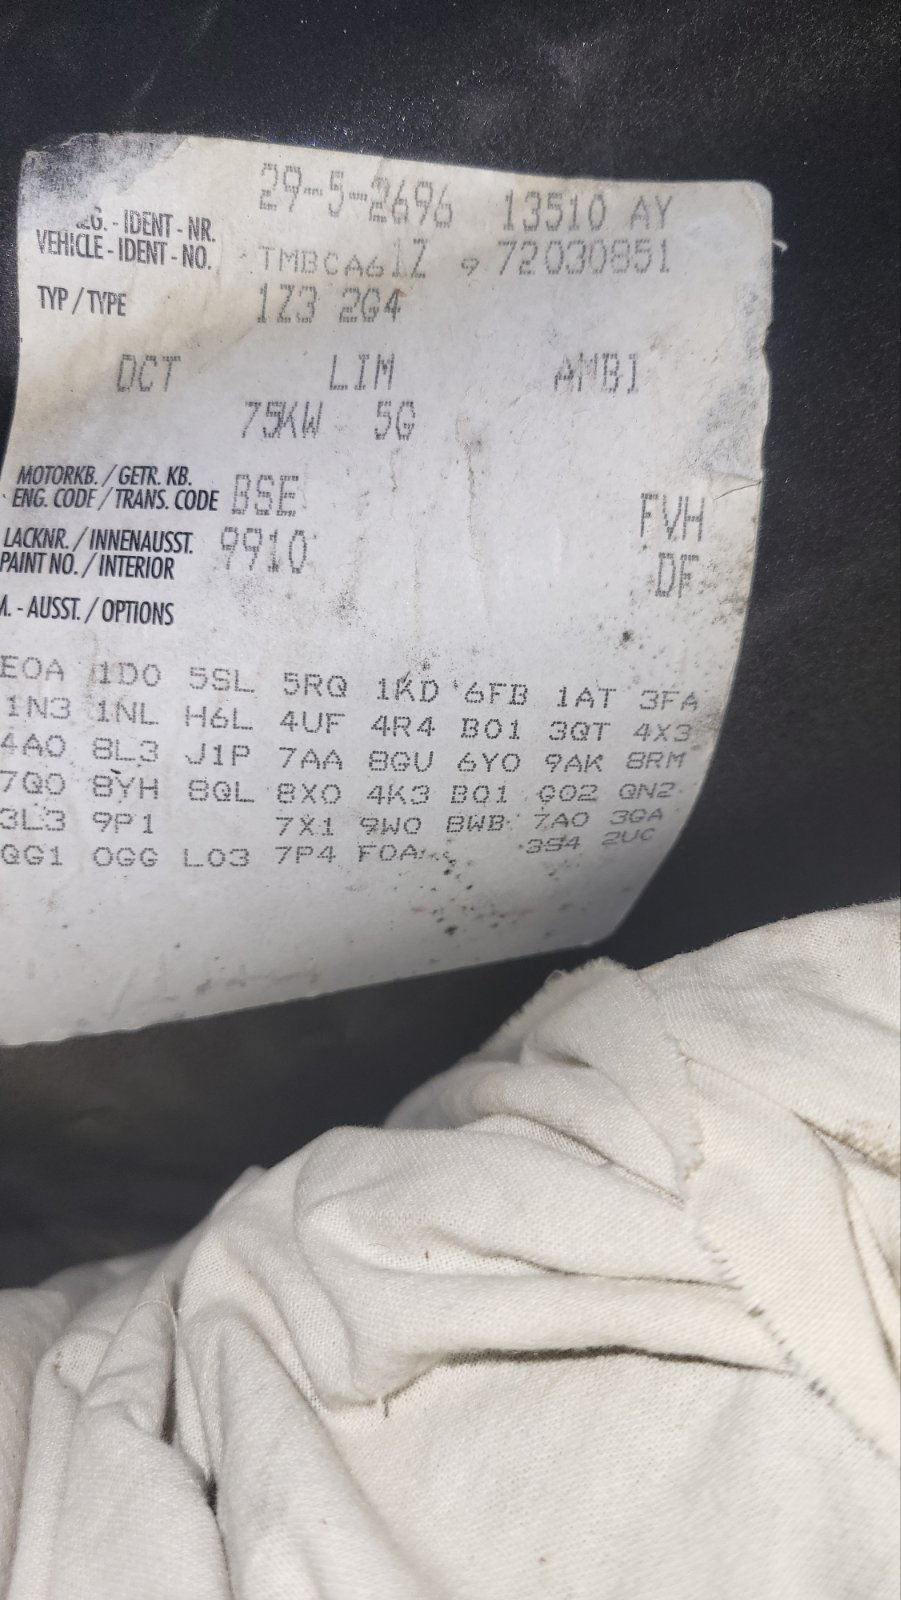 29-5-2696 13510 AY
EG. - IDENT - NR.
VEHICLE - IDENT - NO. TMBCA61Z 9 72030851
TYP / TYPE 1Z3 2G4
OCT LIM AMBI
75KW 5G
MOTORKB. / GETR. KB.
ENG. CODE / TRANS. CODE BSE FVH
LACKNR. / INNENAUSST. 9910 DF
PAINT NO. / INTERIOR
M. - AUSST. / OPTIONS
E0A 1D0 5SL 5RQ 1KD 6FB 1AT 3FA
1N3 1NL H6L 4UF 4R4 B01 3QT 4X3
4A0 8L3 J1P 7AA 8GU 6Y0 9AK 8RM
7Q0 8YH 8QL 8X0 4K3 B01 QN2
3L3 9P1 7X1 9W0 8WB 7A0 3GA
QG1 0GG L03 7P4 F0A 3S4 2UC